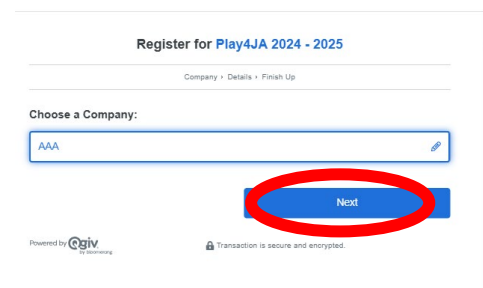 Register for Play4JA 2024 - 2025
Company › Details › Finish Up
Choose a Company:
AAA
Next
Powered by Qgiv
by bloomerang
Transaction is secure and encrypted.